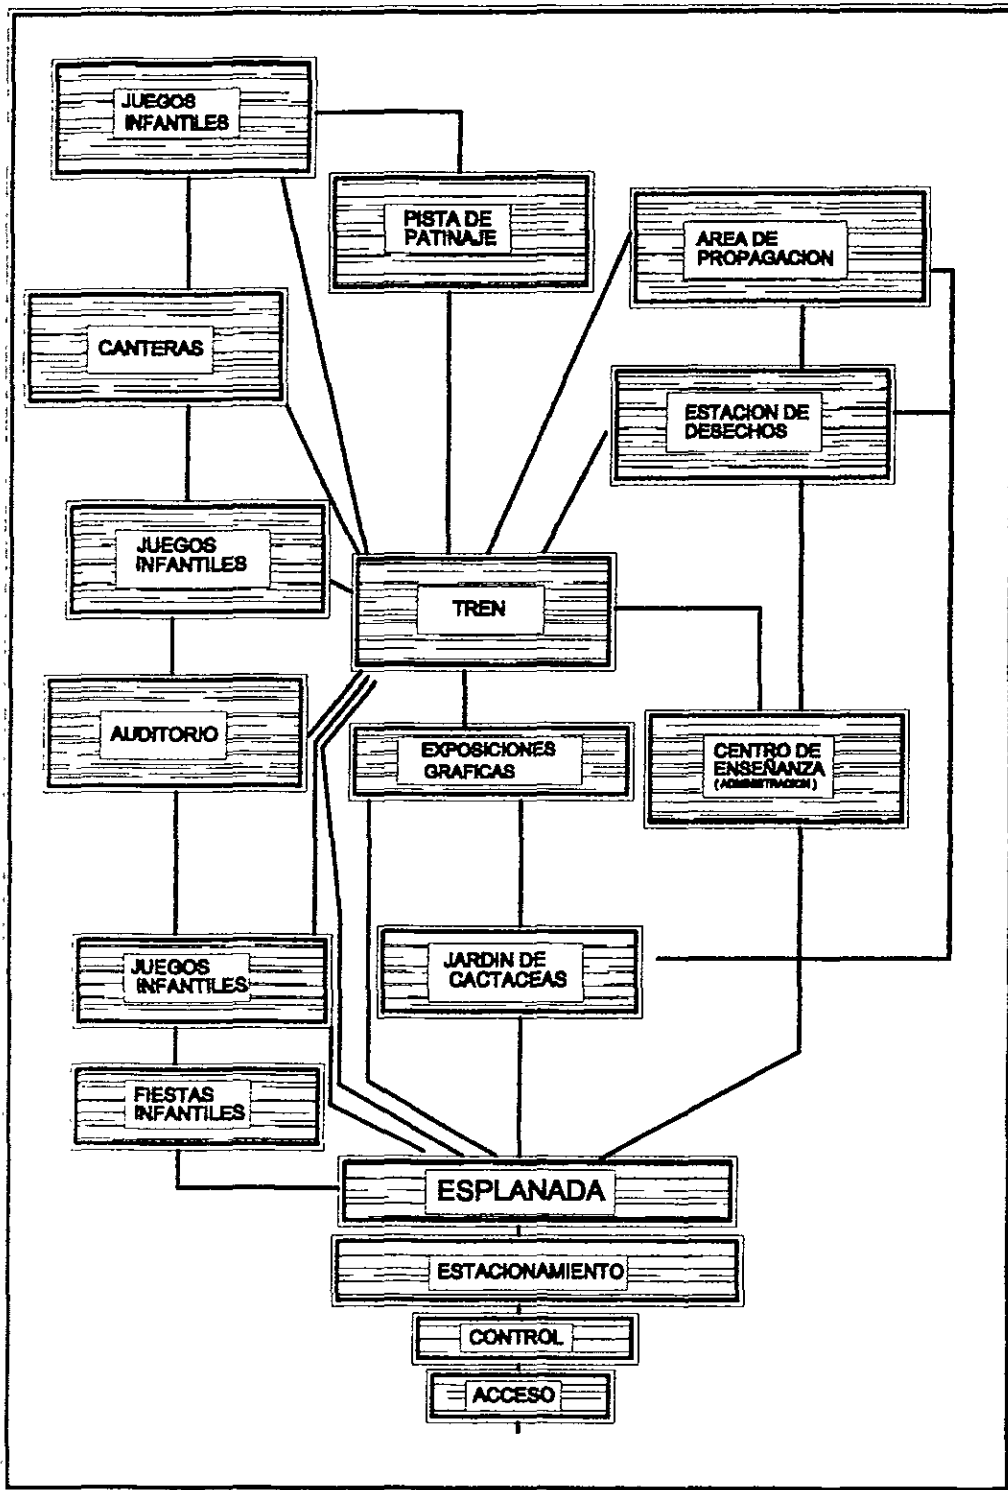 JUEGOS
INFANTILES
PISTA DE
PATINAJE
AREA DE
PROPAGACION
CANTERAS
ESTACION DE
DESECHOS
JUEGOS
INFANTILES
TREN
AUDITORIO
EXPOSICIONES
GRAFICAS
CENTRO DE
ENSEÑANZA
(ADMINISTRACION)
JUEGOS
INFANTILES
JARDIN DE
CACTACEAS
FIESTAS
INFANTILES
ESPLANADA
ESTACIONAMIENTO
CONTROL
ACCESO